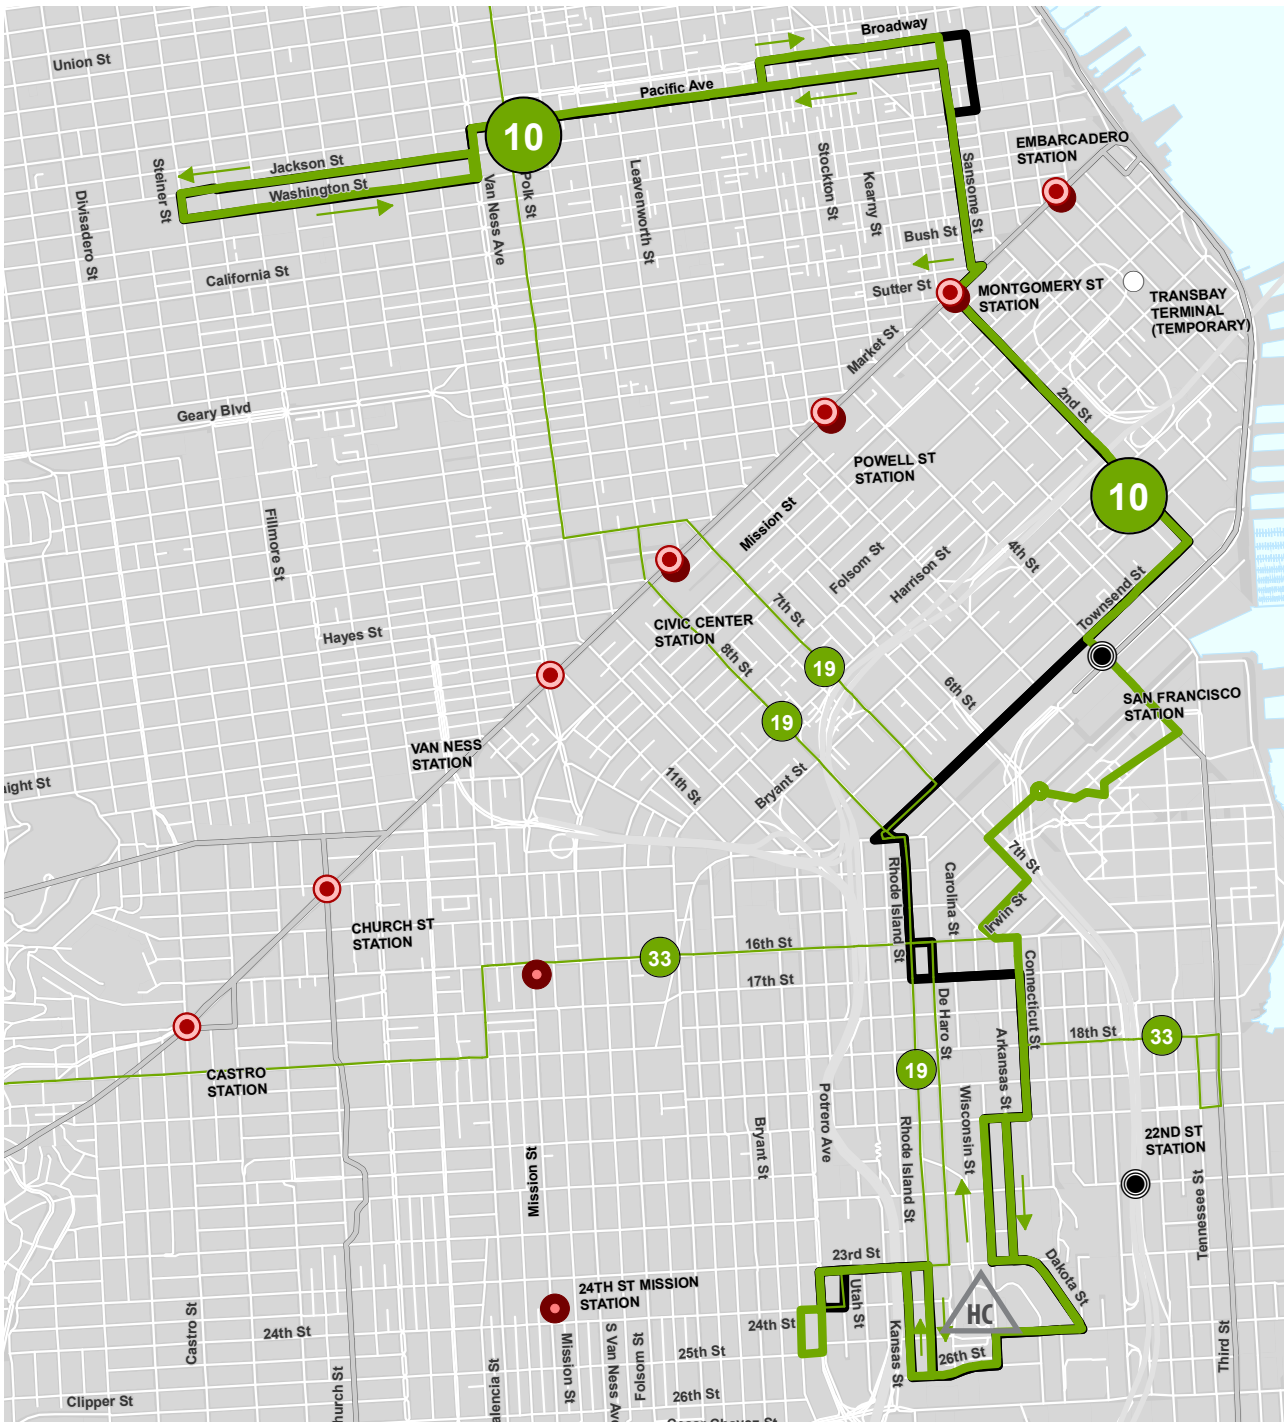 Broadway
Union St
Pacific Ave
10
EMBARCADERO
STATION
Jackson St
Washington St
Steiner St
Divisadero St
Van Ness Ave
Polk St
Leavenworth St
Stockton St
Kearny St
Sansome St
Bush St
California St
Sutter St
MONTGOMERY ST
STATION
TRANSBAY
TERMINAL
(TEMPORARY)
Market St
Geary Blvd
2nd St
POWELL ST
STATION
10
Fillmore St
Mission St
Folsom St
Harrison St
4th St
Townsend St
7th St
Hayes St
CIVIC CENTER
STATION
8th St
19
6th St
SAN FRANCISCO
STATION
19
VAN NESS
STATION
11th St
Bryant St
aight St
7th St
Rhode Island St
Carolina St
Irwin St
CHURCH ST
STATION
16th St
33
17th St
Connecticut St
De Haro St
Arkansas St
18th St
33
CASTRO
STATION
19
Potrero Ave
Wisconsin St
Bryant St
Rhode Island St
22ND ST
STATION
Mission St
Tennessee St
23rd St
Dakota St
24TH ST MISSION
STATION
Utah St
HC
24th St
Castro St
24th St
Kansas St
26th St
Third St
25th St
Mission St
S Van Ness Av
Folsom St
alencia St
hurch St
26th St
Clipper St